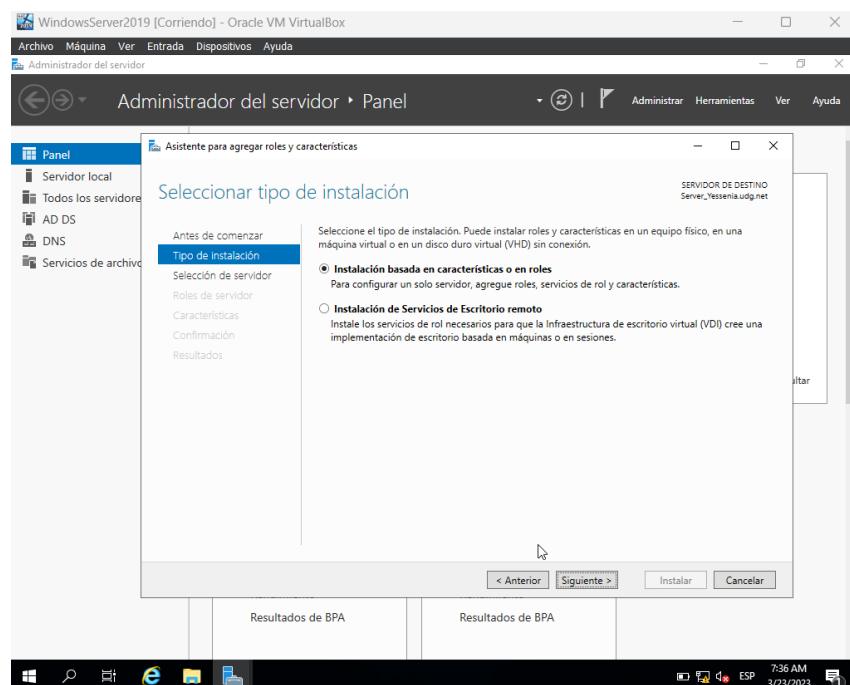 WindowsServer2019 [Corriendo] - Oracle VM VirtualBox
Archivo Máquina Ver Entrada Dispositivos Ayuda
Administrador del servidor
Administrador del servidor ‣ Panel
Administrar Herramientas Ver Ayuda
Panel
Servidor local
Todos los servidore
AD DS
DNS
Servicios de archivo
Asistente para agregar roles y características
Seleccionar tipo de instalación
SERVIDOR DE DESTINO
Server_Yessenia.udg.net
Antes de comenzar
Tipo de instalación
Selección de servidor
Roles de servidor
Características
Confirmación
Resultados
Seleccione el tipo de instalación. Puede instalar roles y características en un equipo físico, en una
máquina virtual o en un disco duro virtual (VHD) sin conexión.
Instalación basada en características o en roles
Para configurar un solo servidor, agregue roles, servicios de rol y características.
Instalación de Servicios de Escritorio remoto
Instale los servicios de rol necesarios para que la Infraestructura de escritorio virtual (VDI) cree una
implementación de escritorio basada en máquinas o en sesiones.
ultar
< Anterior Siguiente > Instalar Cancelar
Resultados de BPA Resultados de BPA
ESP
7:36 AM
3/23/2023
1